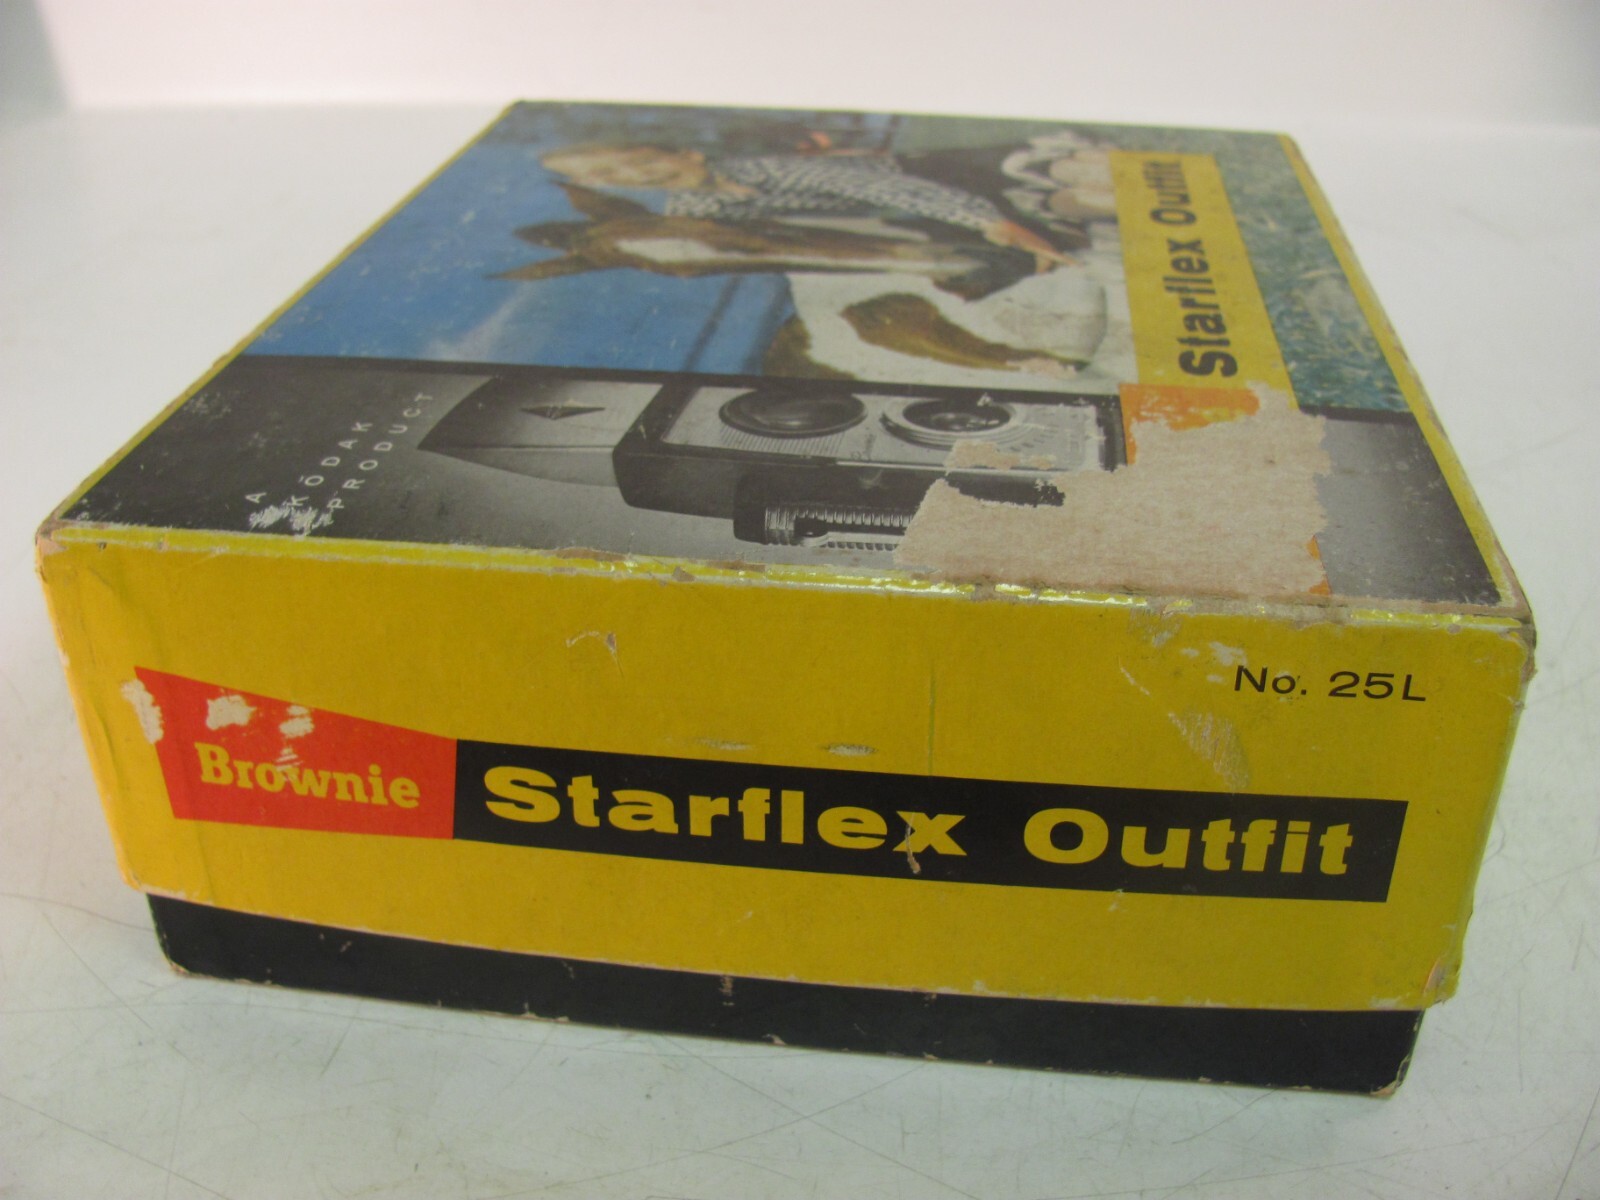 Starflex Outfit
A
KODAK
PRODUCT
No. 25L
Brownie
Starflex Outfit